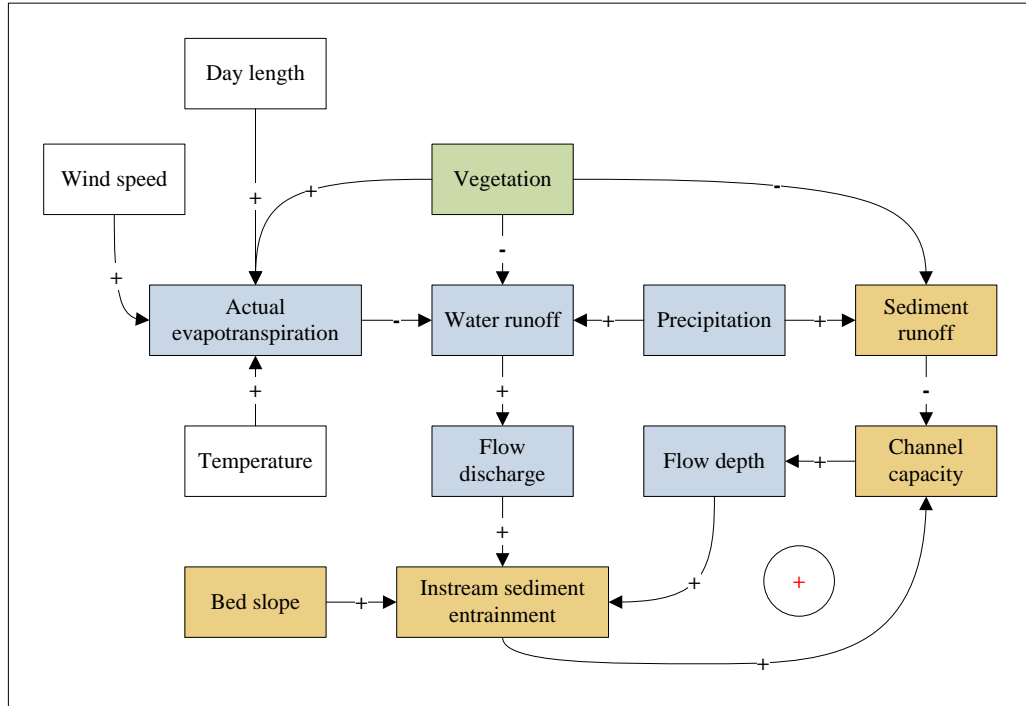 Day length
Wind speed
Vegetation
+
+
-
+
-
+
Actual
evapotranspiration
-
Water runoff
+
Precipitation
+
Sediment
runoff
+
+
-
Temperature
Flow
discharge
Flow depth
+
Channel
capacity
+
+
+
Bed slope
+
Instream sediment
entrainment
+